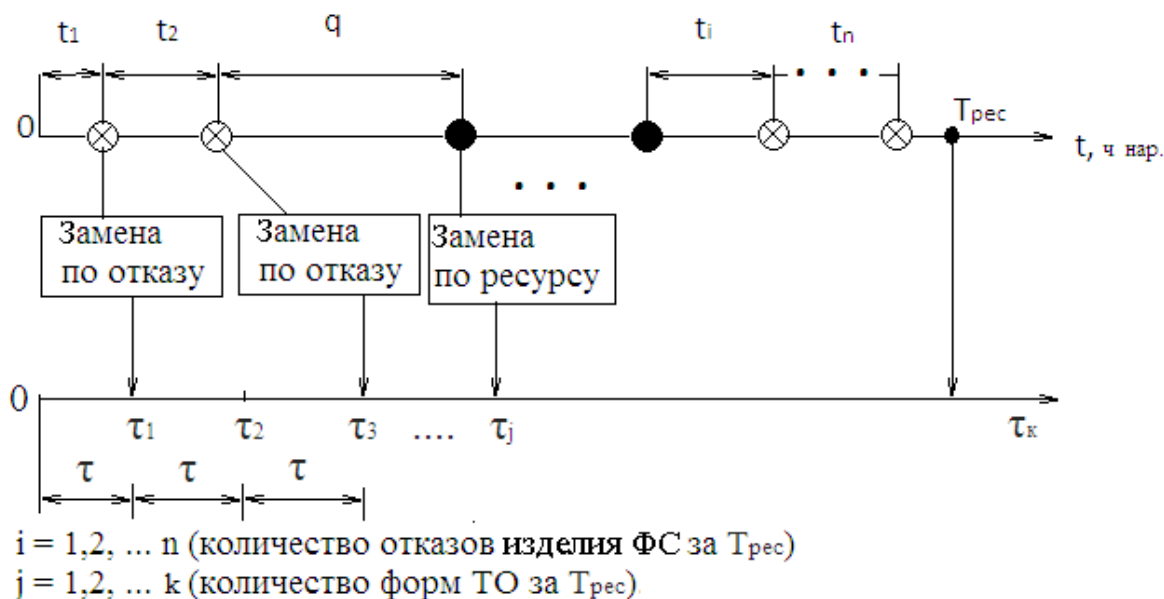 t1 t2 q ti tn
. . .
0 Tрес
t, ч нар.
. . .
Замена по отказу
Замена по отказу
Замена по ресурсу
0
τ1 τ2 τ3 .... τj τк
τ τ τ
i = 1,2, ... n (количество отказов изделия ФС за Tрес)
j = 1,2, ... k (количество форм ТО за Tрес)